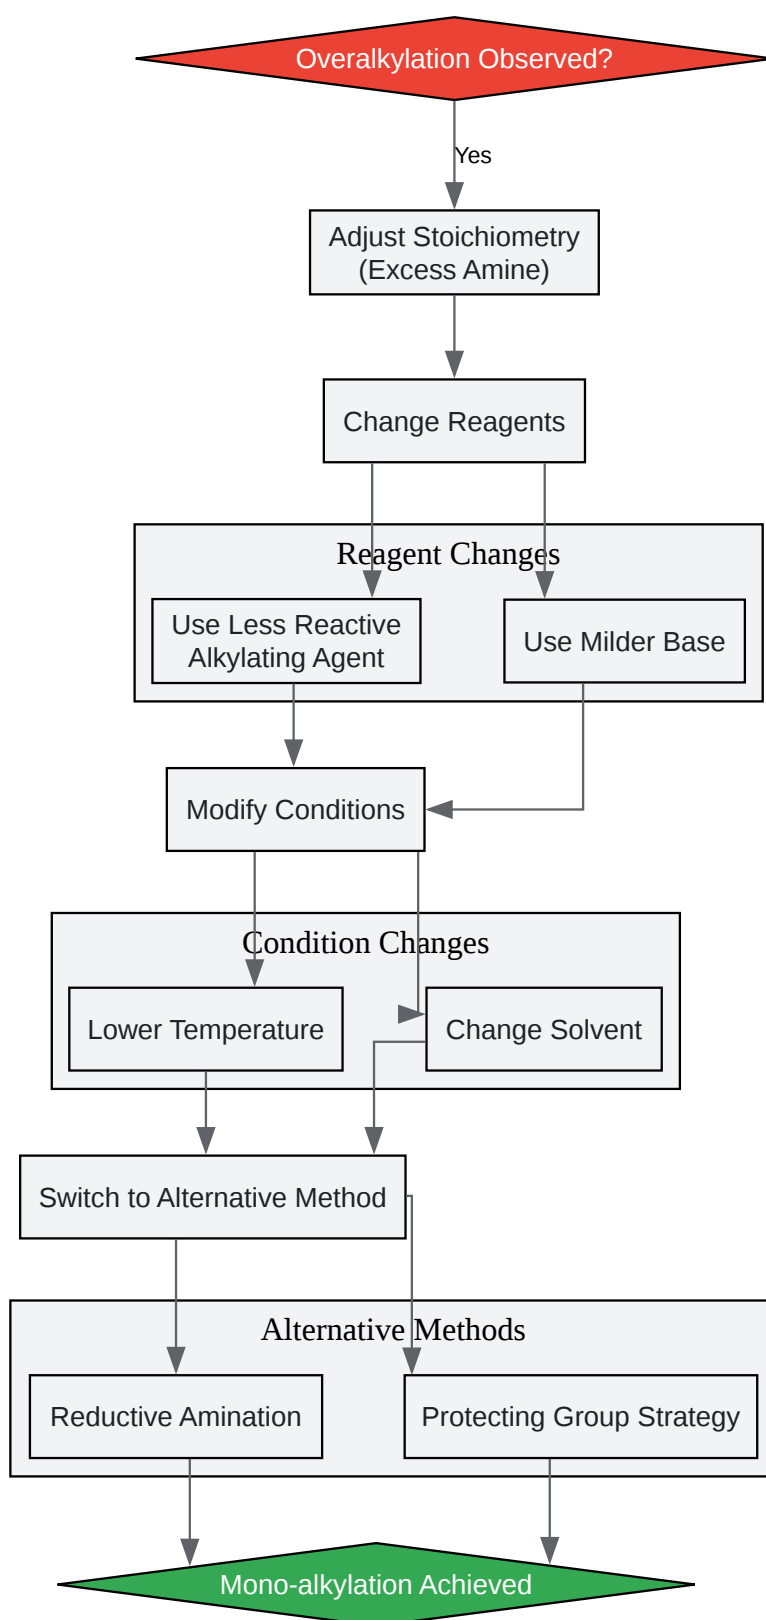 Overalkylation Observed?
Yes
Adjust Stoichiometry
(Excess Amine)
Change Reagents
Reagent Changes
Use Less Reactive
Alkylating Agent
Use Milder Base
Modify Conditions
Condition Changes
Lower Temperature
Change Solvent
Switch to Alternative Method
Alternative Methods
Reductive Amination
Protecting Group Strategy
Mono-alkylation Achieved